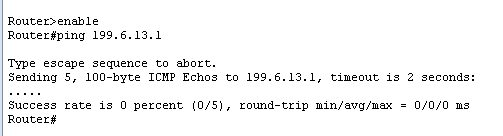 Router>enable
Router#ping 199.6.13.1
Type escape sequence to abort.
Sending 5, 100-byte ICMP Echos to 199.6.13.1, timeout is 2 seconds:
.....
Success rate is 0 percent (0/5), round-trip min/avg/max = 0/0/0 ms
Router#